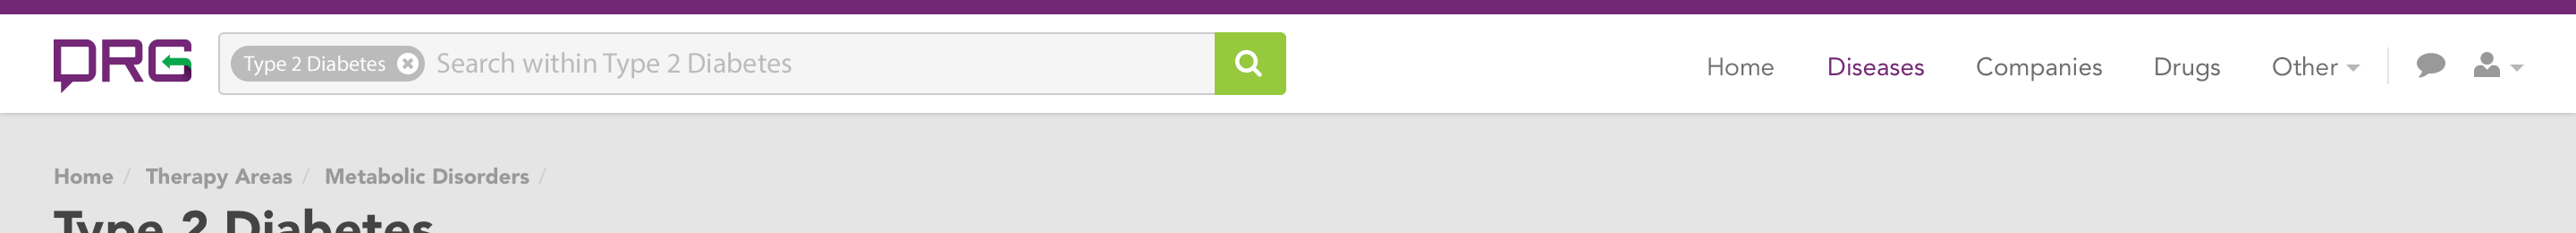 DRG Type 2 Diabetes Search within Type 2 Diabetes Home Diseases Companies Drugs Other
Home / Therapy Areas / Metabolic Disorders /
Type 2 Diabetes